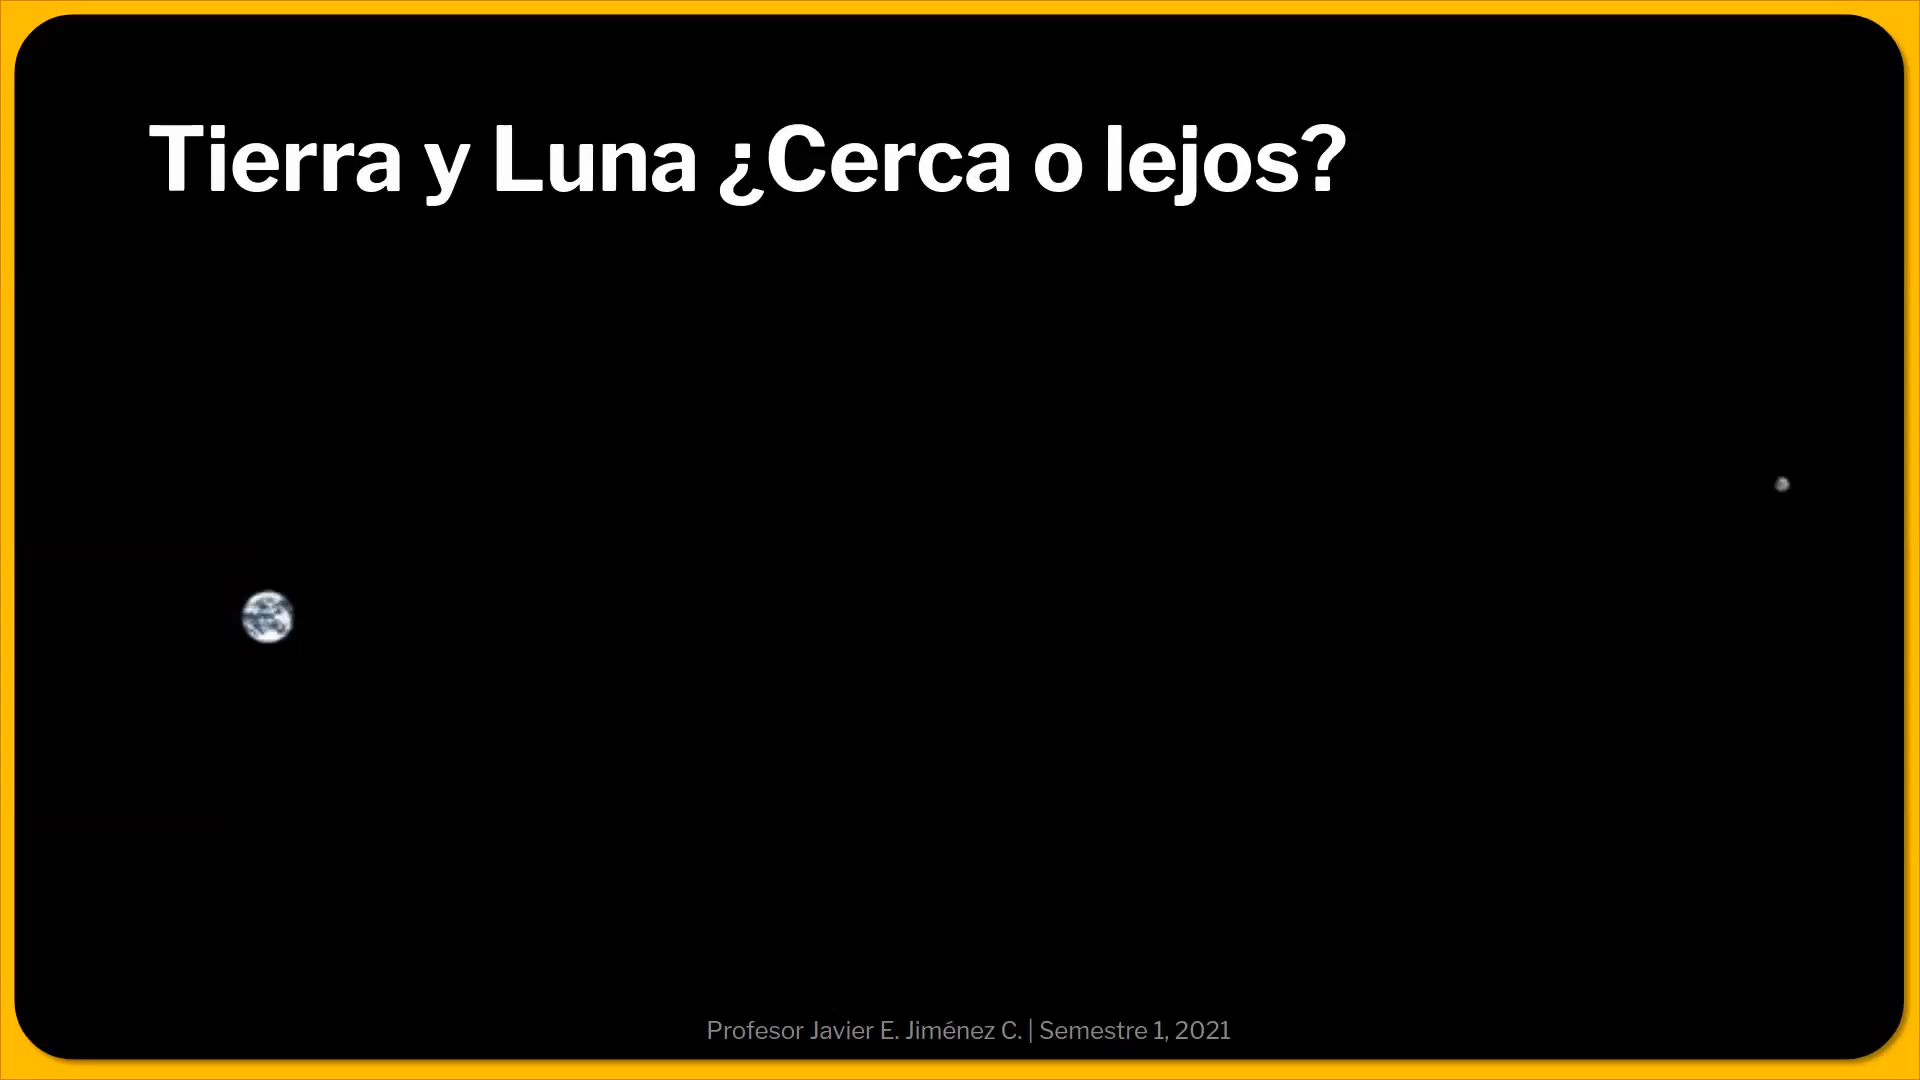 Tierra y Luna ¿Cerca o lejos?
Profesor Javier E. Jiménez C. | Semestre 1, 2021